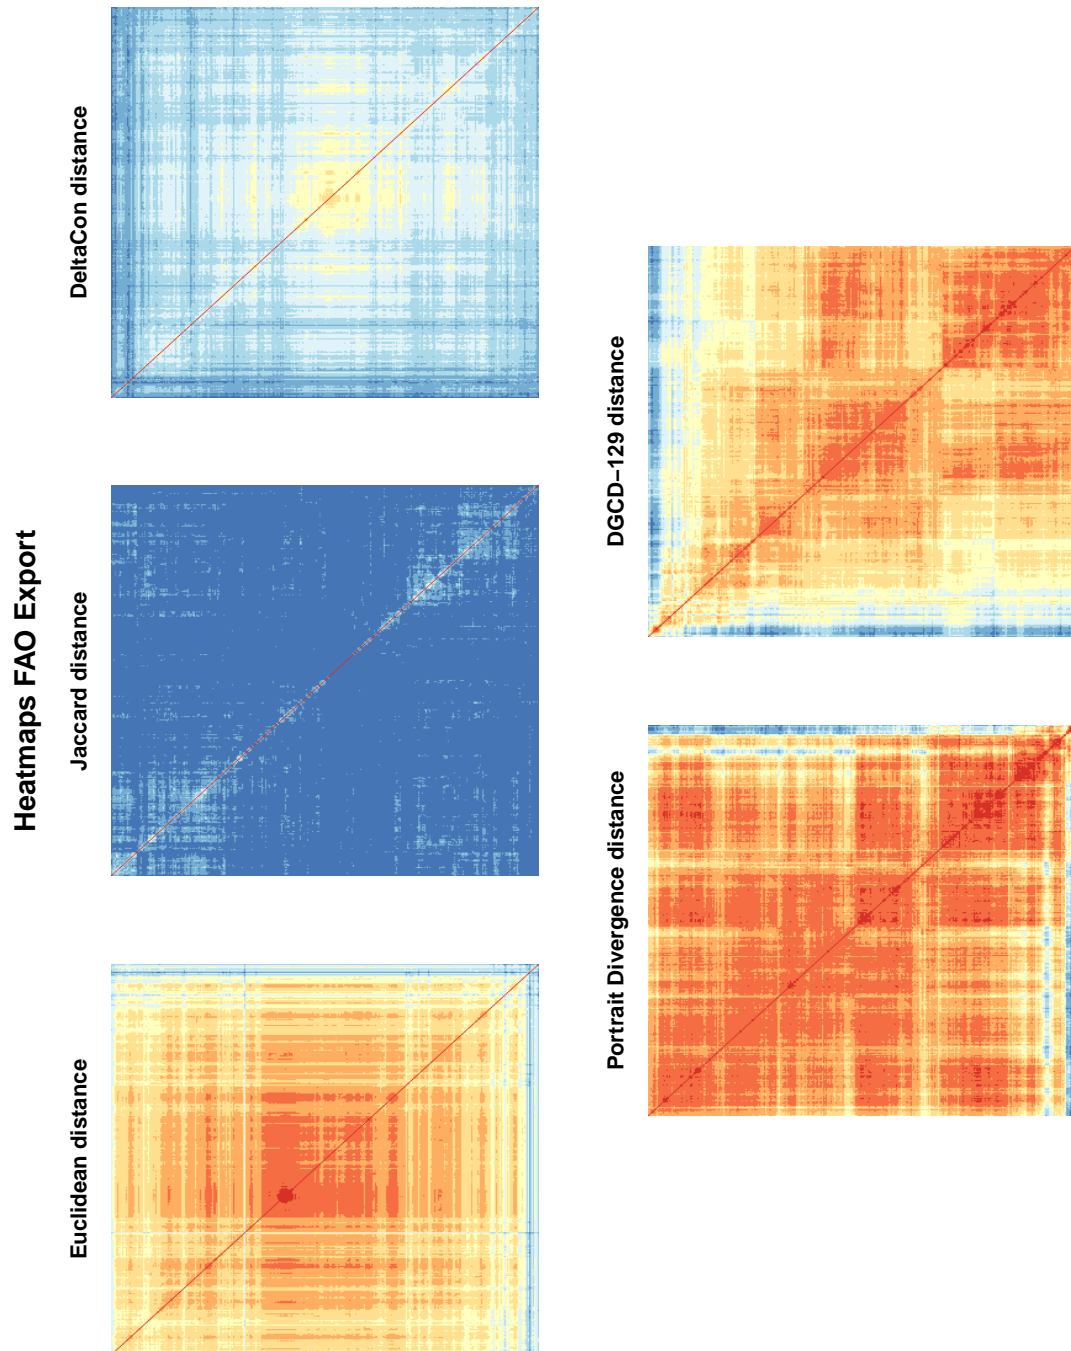 Heatmaps FAO Export
Euclidean distance
Jaccard distance
DeltaCon distance
Portrait Divergence distance
DGCD−129 distance